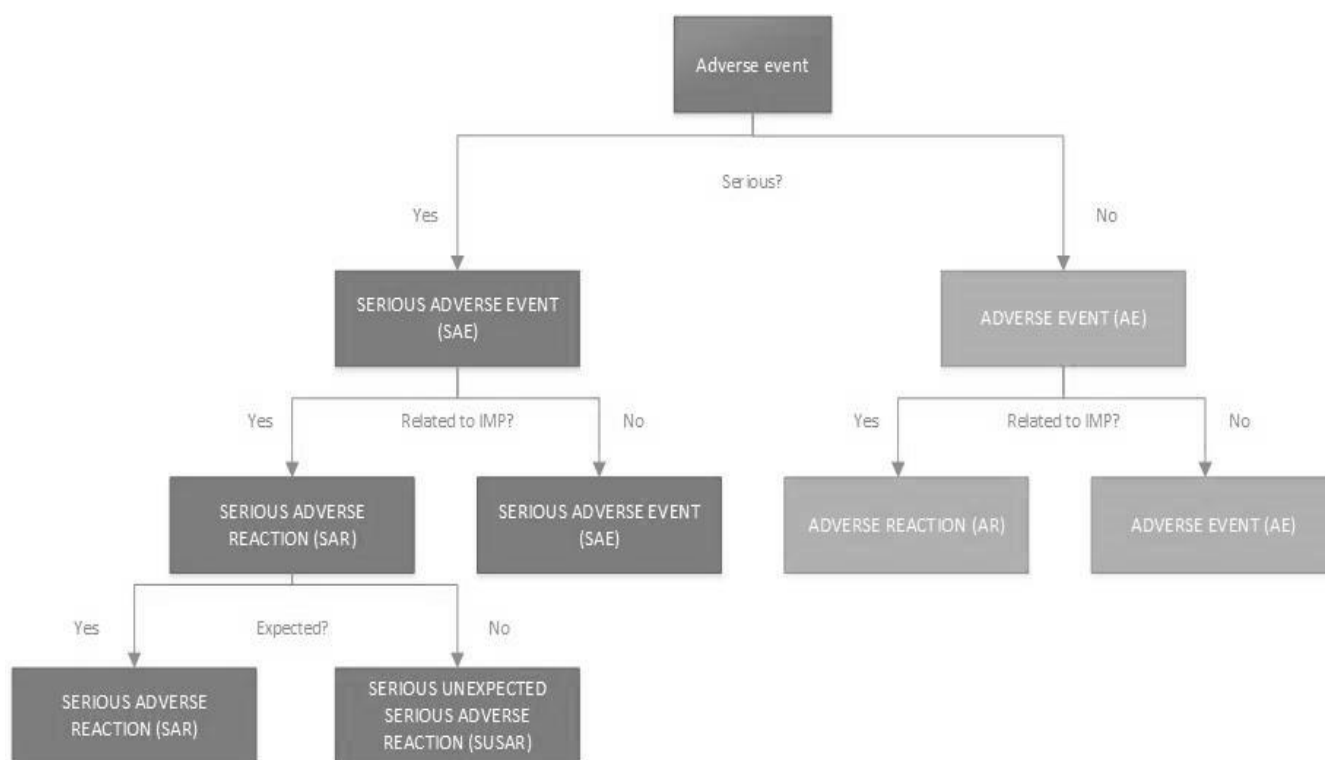 Adverse event
Serious?
Yes
No
SERIOUS ADVERSE EVENT
(SAE)
ADVERSE EVENT (AE)
Yes
Related to IMP?
No
Yes
Related to IMP?
No
SERIOUS ADVERSE
REACTION (SAR)
SERIOUS ADVERSE EVENT
(SAE)
ADVERSE REACTION (AR)
ADVERSE EVENT (AE)
Yes
Expected?
No
SERIOUS ADVERSE
REACTION (SAR)
SERIOUS UNEXPECTED
SERIOUS ADVERSE
REACTION (SUSAR)